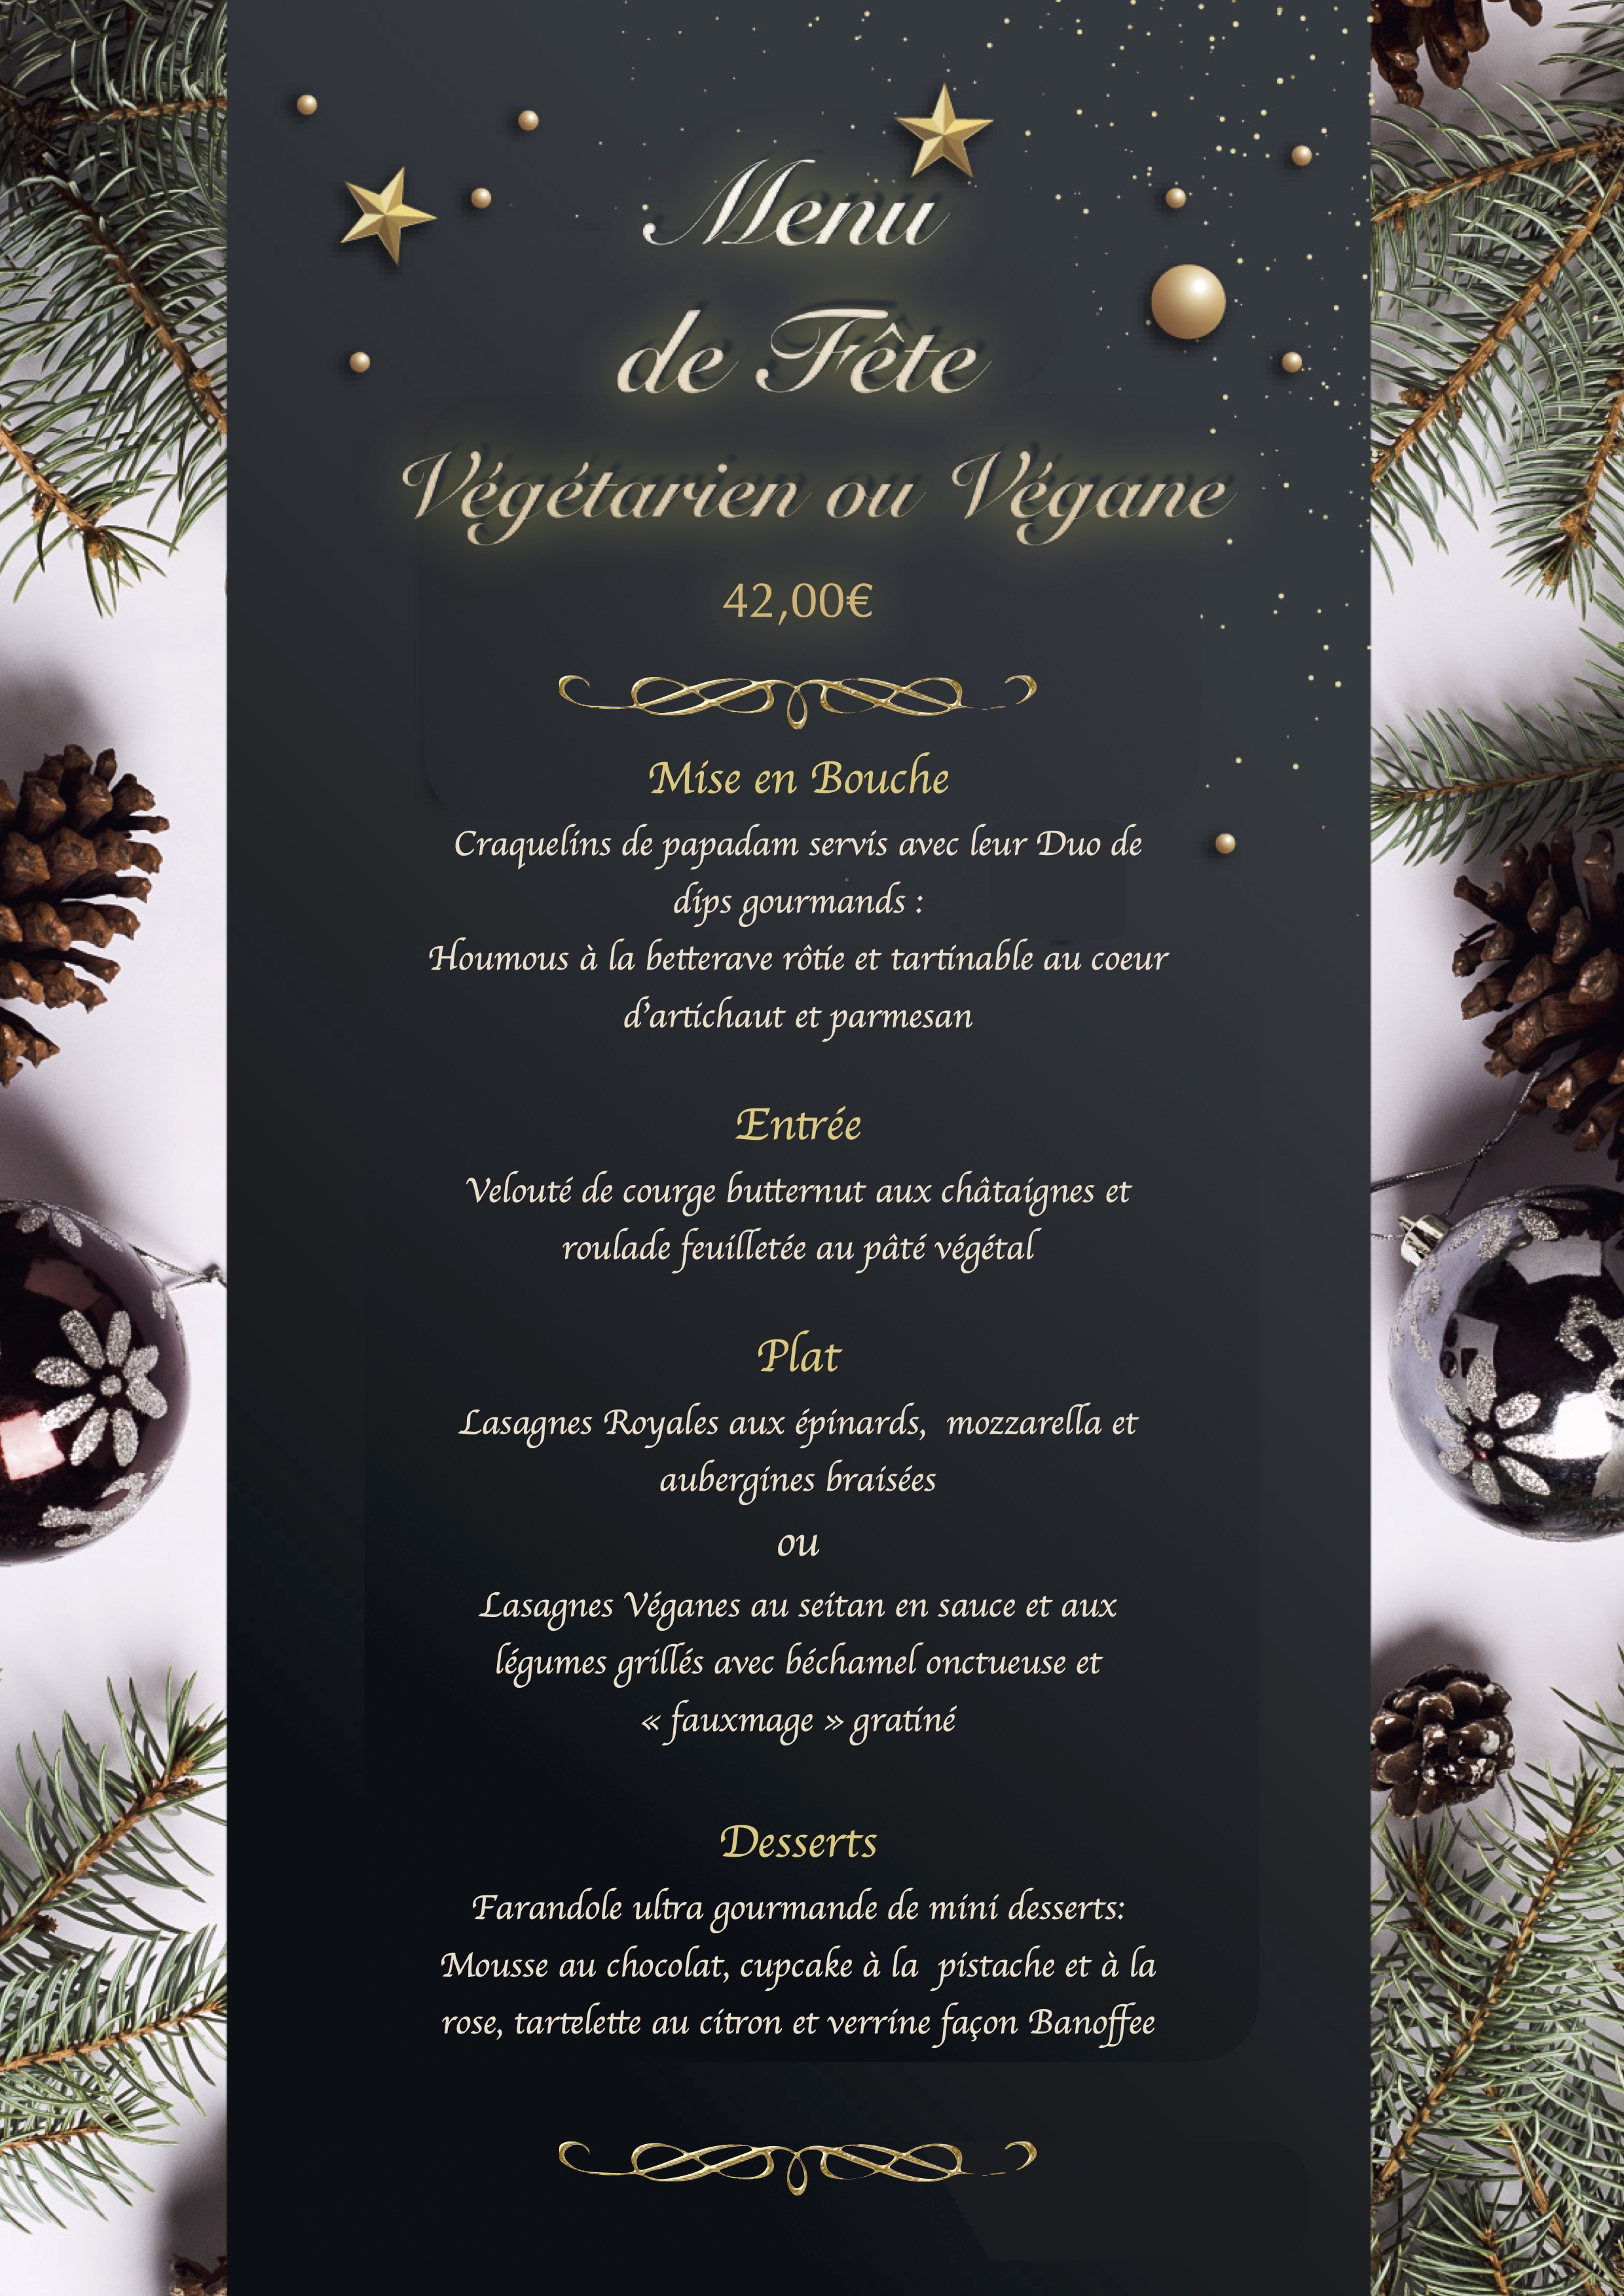 Menu
de Fête
Végétarien ou Végane
42,00€
Mise en Bouche
Craquelins de papadam servis avec leur Duo de
dips gourmands :
Houmous à la betterave rôtie et tartinable au coeur
d'artichaut et parmesan
Entrée
Velouté de courge butternut aux châtaignes et
roulade feuilletée au pâté végétal
Plat
Lasagnes Royales aux épinards,  mozzarella et
aubergines braisées
ou
Lasagnes Véganes au seitan en sauce et aux
légumes grillés avec béchamel onctueuse et
« fauxmage » gratiné
Desserts
Farandole ultra gourmande de mini desserts:
Mousse au chocolat, cupcake à la  pistache et à la
rose, tartelette au citron et verrine façon Banoffee